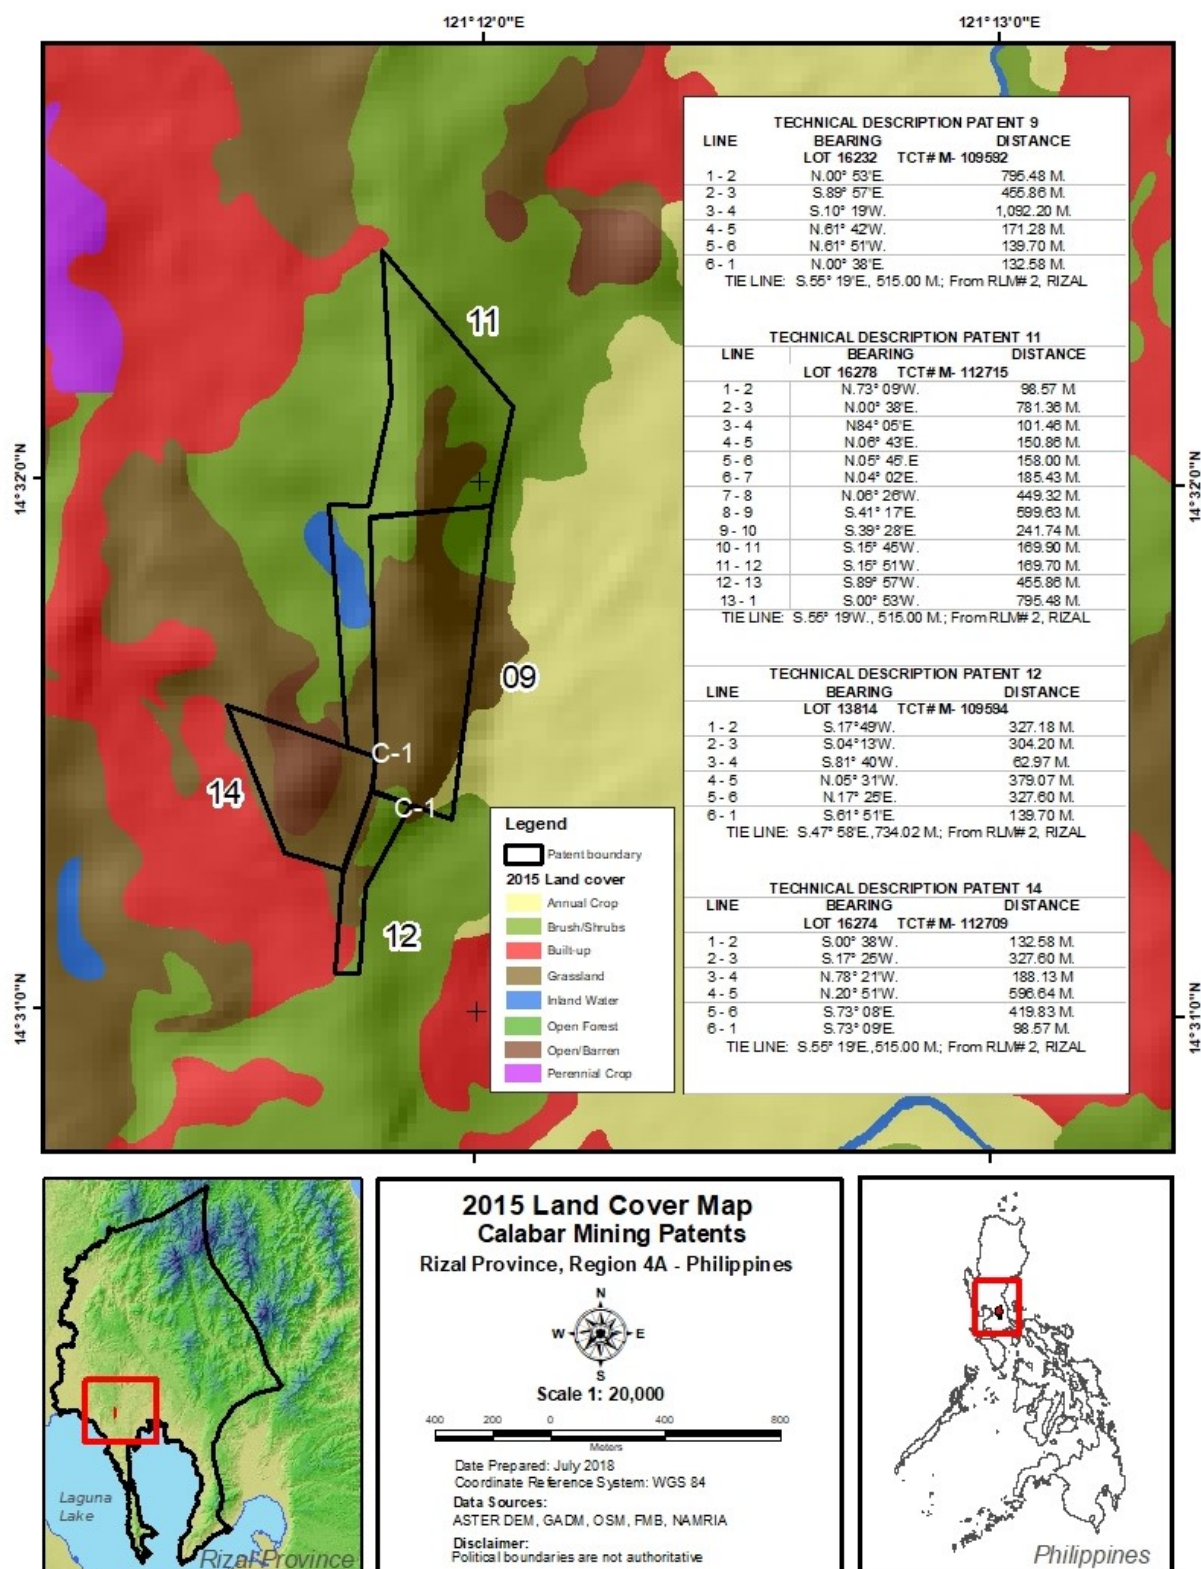 121°12'0"E 121°13'0"E
14°32'0"N
14°31'0"N
14°32'0"N
14°31'0"N
11
09
C-1
14
C-1
12
TECHNICAL DESCRIPTION PATENT 9
LINE BEARING DISTANCE
LOT 16232 TCT# M- 109592
1 - 2 N.00° 53'E. 795.48 M.
2 - 3 S.89° 57'E. 455.86 M.
3 - 4 S.10° 19'W. 1,092.20 M.
4 - 5 N.61° 42'W. 171.28 M.
5 - 6 N.61° 51'W. 139.70 M.
6 - 1 N.00° 38'E. 132.58 M.
TIE LINE: S.55° 19'E., 515.00 M.; From RLM# 2, RIZAL
TECHNICAL DESCRIPTION PATENT 11
LINE BEARING DISTANCE
LOT 16278 TCT# M- 112715
1 - 2 N.73° 09'W. 98.57 M.
2 - 3 N.00° 38'E. 781.36 M.
3 - 4 N84° 05'E. 101.46 M.
4 - 5 N.06° 43'E. 150.86 M.
5 - 6 N.05° 45'.E 158.00 M.
6 - 7 N.04° 02'E. 185.43 M.
7 - 8 N.06° 26'W. 449.32 M.
8 - 9 S.41° 17'E. 599.63 M.
9 - 10 S.39° 28'E. 241.74 M.
10 - 11 S.15° 45'W. 169.90 M.
11 - 12 S.15° 51'W. 169.70 M.
12 - 13 S.89° 57'W. 455.86 M.
13 - 1 S.00° 53'W. 795.48 M.
TIE LINE: S.55° 19'W., 515.00 M.; From RLM# 2, RIZAL
TECHNICAL DESCRIPTION PATENT 12
LINE BEARING DISTANCE
LOT 13814 TCT# M- 109594
1 - 2 S.17°49'W. 327.18 M.
2 - 3 S.04°13'W. 304.20 M.
3 - 4 S.81° 40'W. 62.97 M.
4 - 5 N.05° 31'W. 379.07 M.
5 - 6 N.17° 25'E. 327.60 M.
6 - 1 S.61° 51'E. 139.70 M.
TIE LINE: S.47° 58'E.,734.02 M.; From RLM# 2, RIZAL
TECHNICAL DESCRIPTION PATENT 14
LINE BEARING DISTANCE
LOT 16274 TCT# M- 112709
1 - 2 S.00° 38'W. 132.58 M.
2 - 3 S.17° 25'W. 327.60 M.
3 - 4 N.78° 21'W. 188.13 M
4 - 5 N.20° 51'W. 596.64 M.
5 - 6 S.73° 08'E. 419.83 M.
6 - 1 S.73° 09'E. 98.57 M.
TIE LINE: S.55° 19'E.,515.00 M.; From RLM# 2, RIZAL
Legend
Patent boundary
2015 Land cover
Annual Crop
Brush/Shrubs
Built-up
Grassland
Inland Water
Open Forest
Open/Barren
Perennial Crop
Laguna
Lake
Rizal Province
2015 Land Cover Map
Calabar Mining Patents
Rizal Province, Region 4A - Philippines
N
W E
S
Scale 1: 20,000
400 200 0 400 800
Meters
Date Prepared: July 2018
Coordinate Reference System: WGS 84
Data Sources:
ASTER DEM, GADM, OSM, FMB, NAMRIA
Disclaimer:
Political boundaries are not authoritative
Philippines